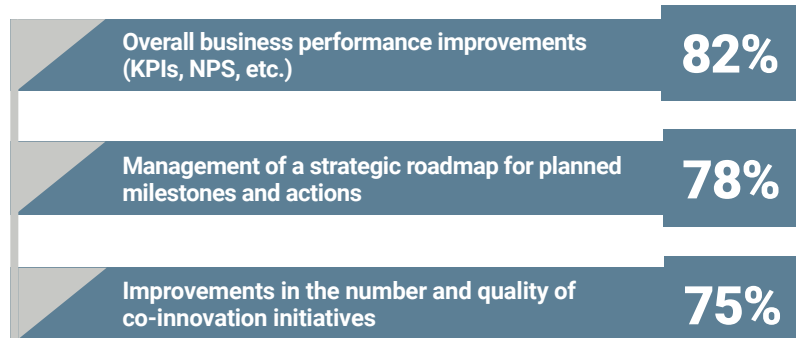 Overall business performance improvements
(KPIs, NPS, etc.)
82%
Management of a strategic roadmap for planned
milestones and actions
78%
Improvements in the number and quality of
co-innovation initiatives
75%